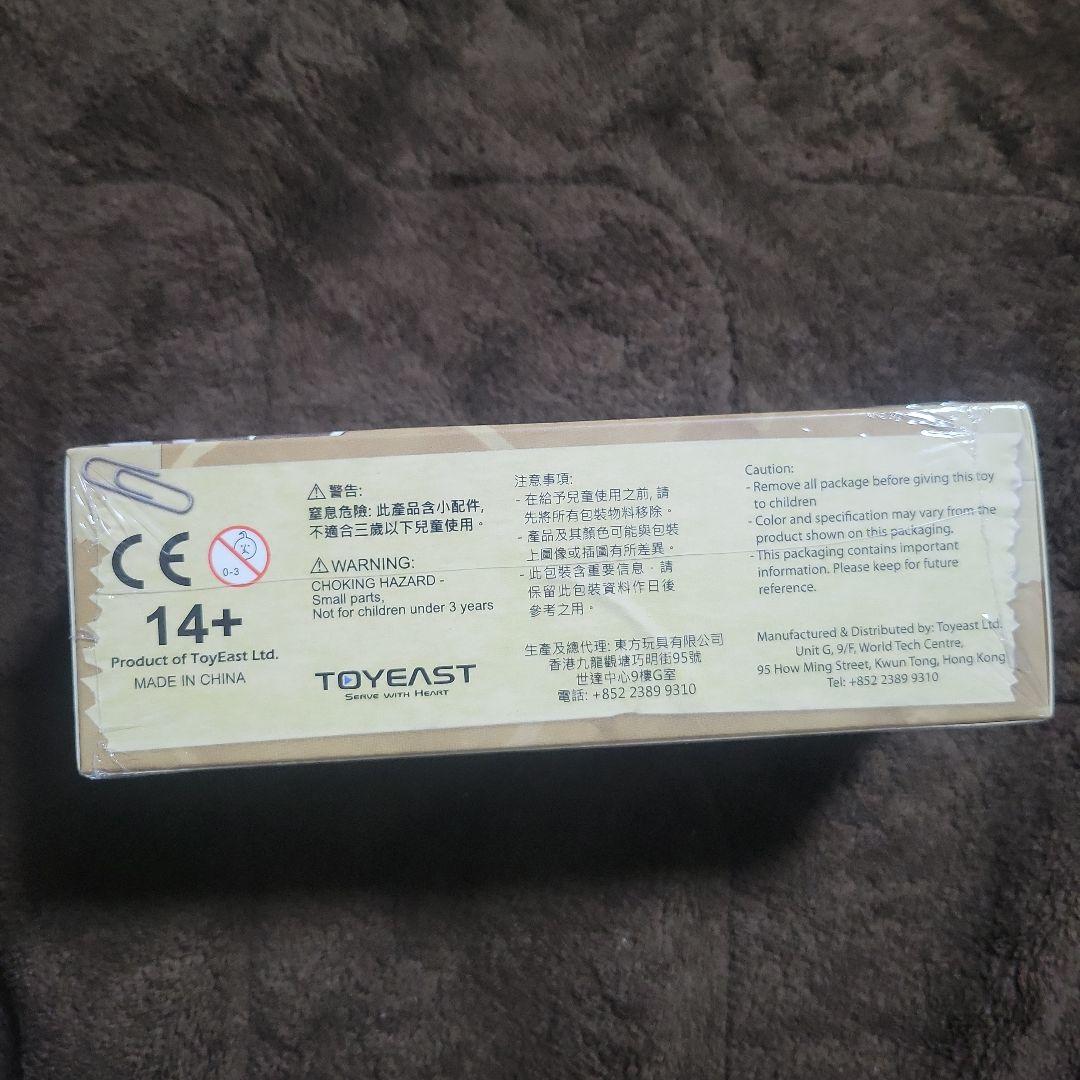 CE
0-3
14+
Product of ToyEast Ltd.
MADE IN CHINA
⚠警告:
窒息危險: 此產品含小配件,
不適合三歲以下兒童使用。
⚠WARNING:
CHOKING HAZARD -
Small parts,
Not for children under 3 years
TOYEAST
SERVE WITH HEART
注意事項:
- 在給予兒童使用之前, 請
先將所有包裝物料移除。
- 產品及其顏色可能與包裝
上圖像或插圖有所差異。
- 此包裝含重要信息﹐請
保留此包裝資料作日後
參考之用。
生產及總代理: 東方玩具有限公司
香港九龍觀塘巧明街95號
世達中心9樓G室
電話: +852 2389 9310
Caution:
- Remove all package before giving this toy
to children
- Color and specification may vary from the
product shown on this packaging.
- This packaging contains important
information. Please keep for future
reference.
Manufactured & Distributed by: Toyeast Ltd.
Unit G, 9/F, World Tech Centre,
95 How Ming Street, Kwun Tong, Hong Kong
Tel: +852 2389 9310